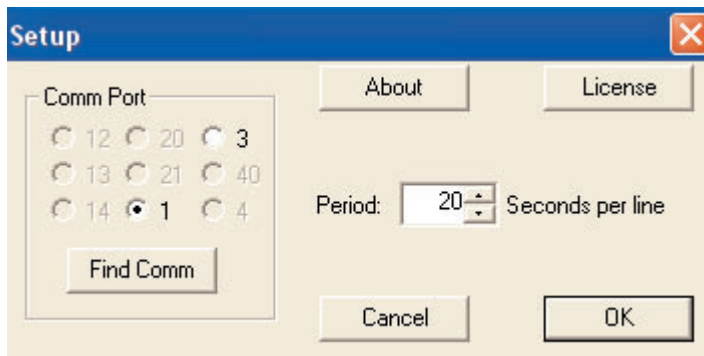 Setup
Comm Port
12 20 3
13 21 40
14 1 4
Find Comm
About
License
Period: 20 Seconds per line
Cancel
OK